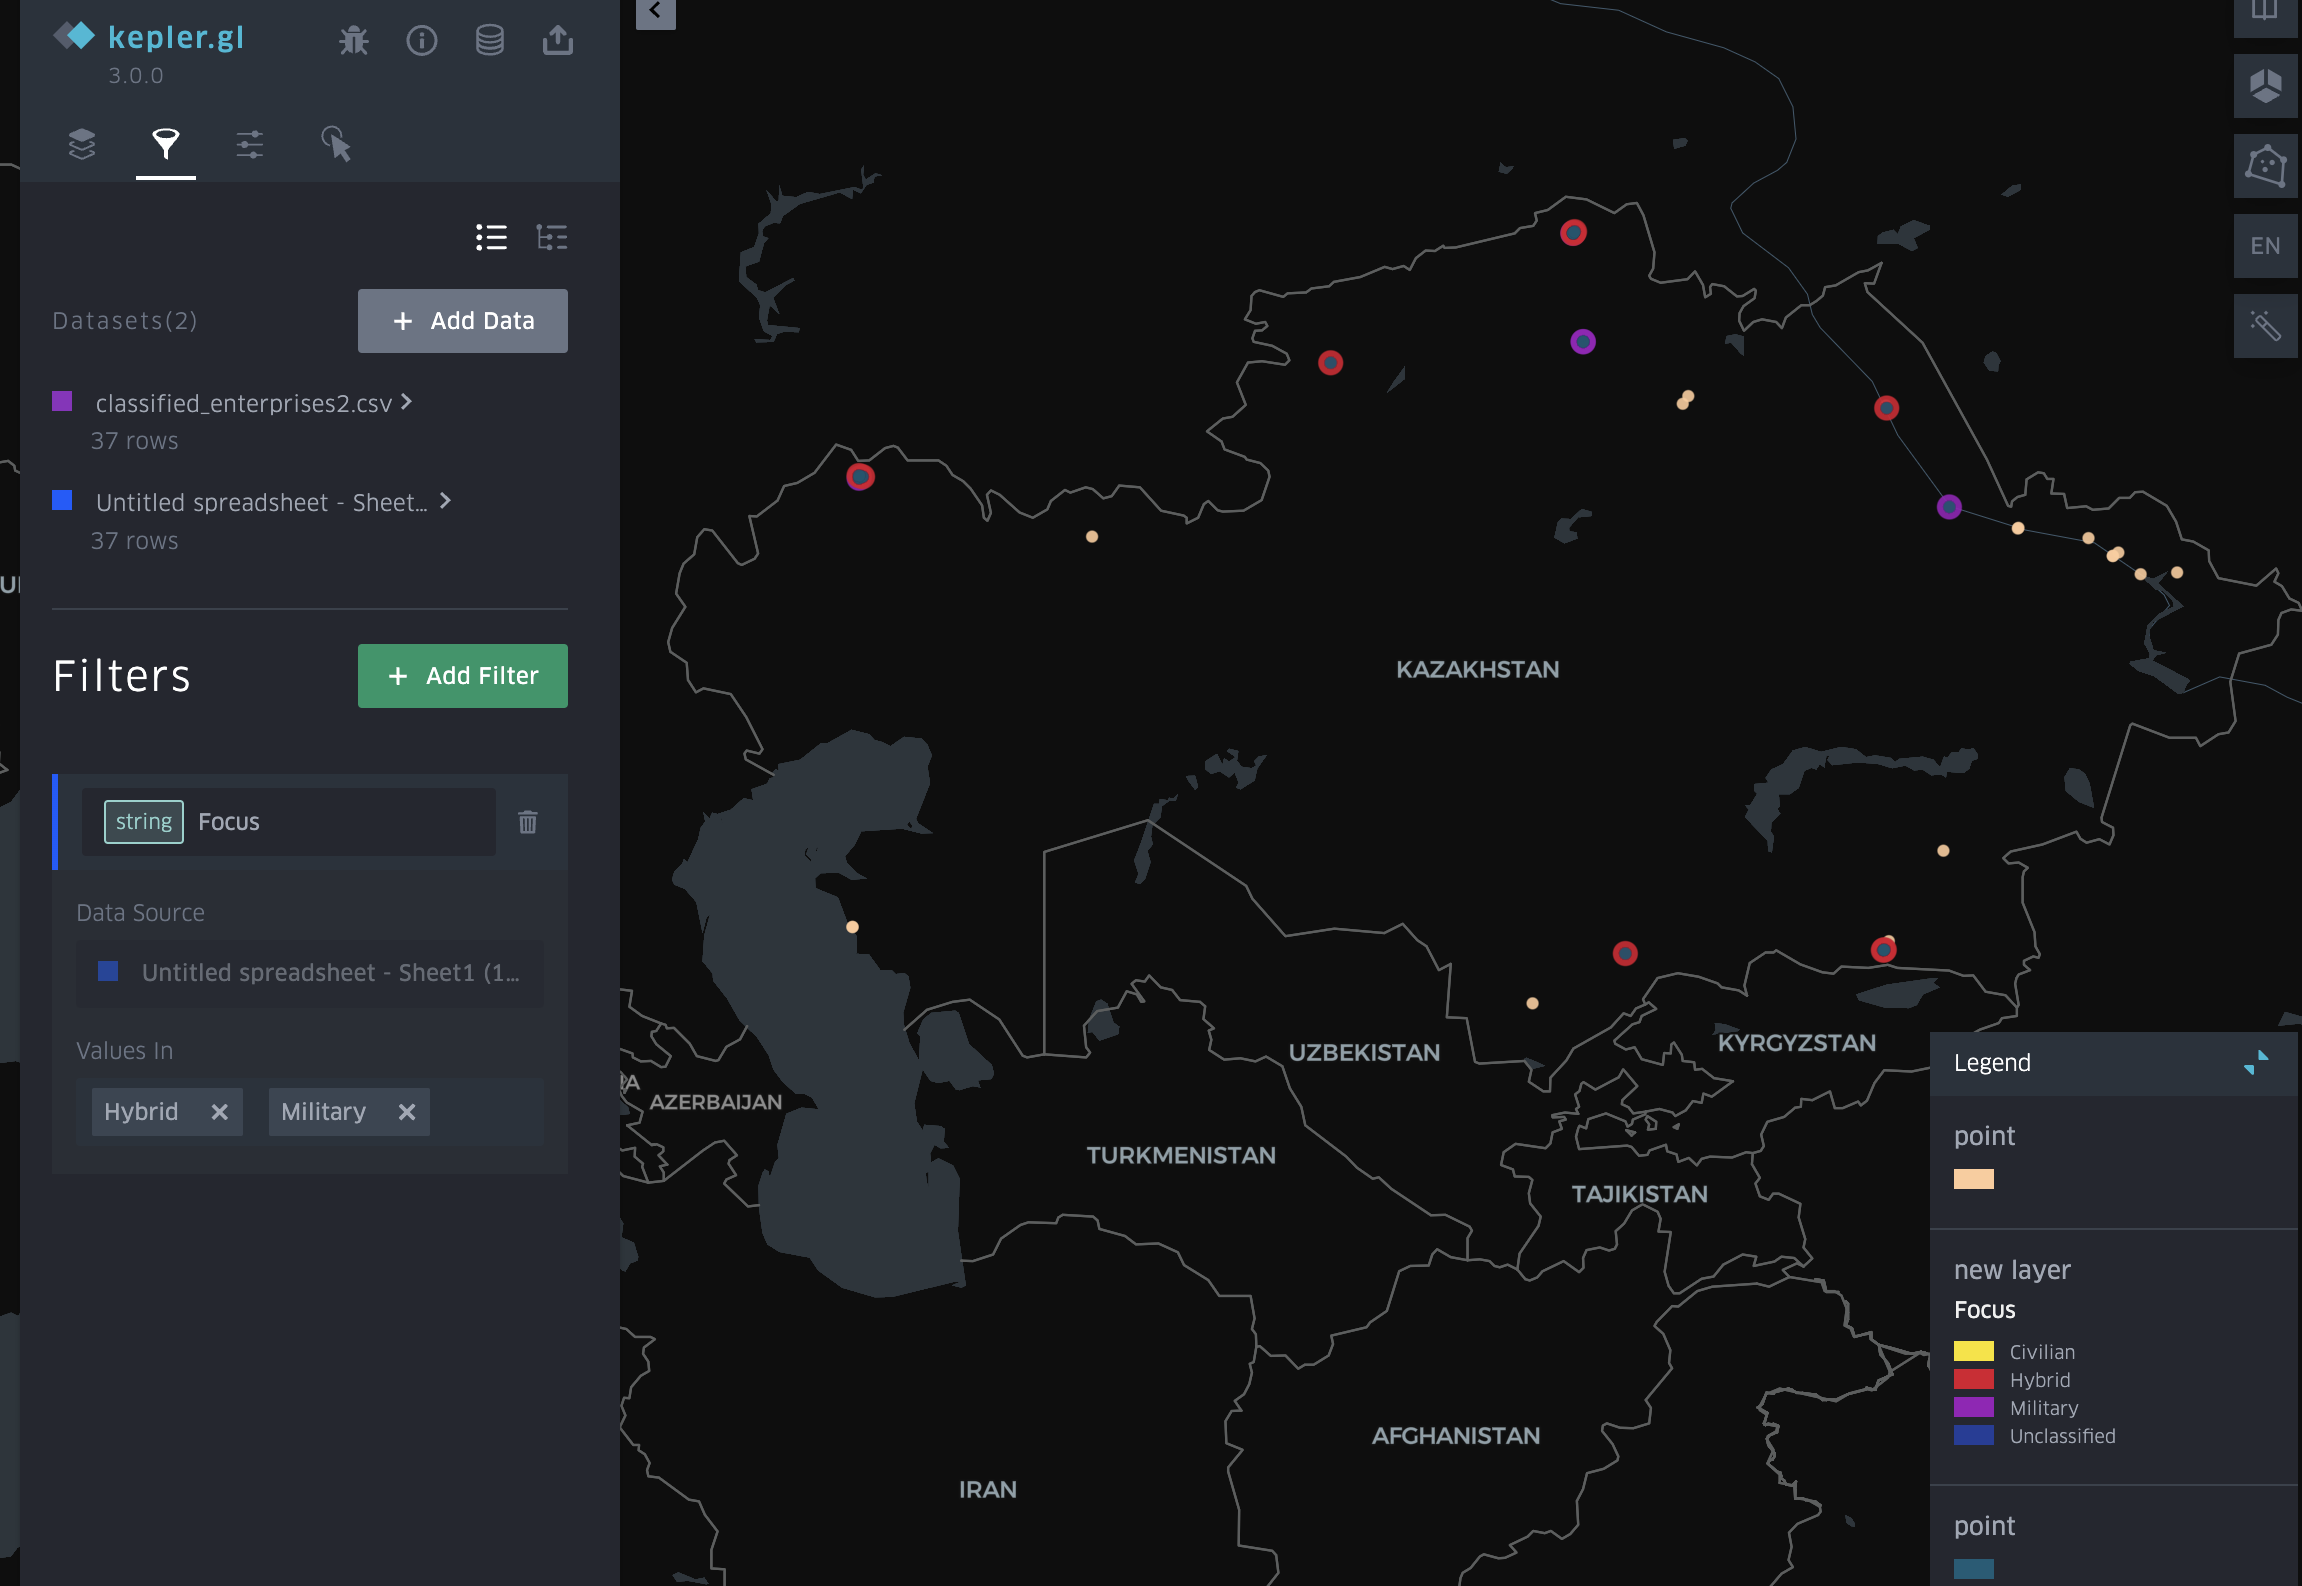 kepler.gl
3.0.0
Datasets(2)
+ Add Data
classified_enterprises2.csv
37 rows
Untitled spreadsheet - Sheet...
37 rows
Filters
+ Add Filter
string Focus
Data Source
Untitled spreadsheet - Sheet1 (1...
Values In
Hybrid
Military
EN
KAZAKHSTAN
UZBEKISTAN
KYRGYZSTAN
AZERBAIJAN
TURKMENISTAN
TAJIKISTAN
AFGHANISTAN
IRAN
Legend
point
new layer
Focus
Civilian
Hybrid
Military
Unclassified
point